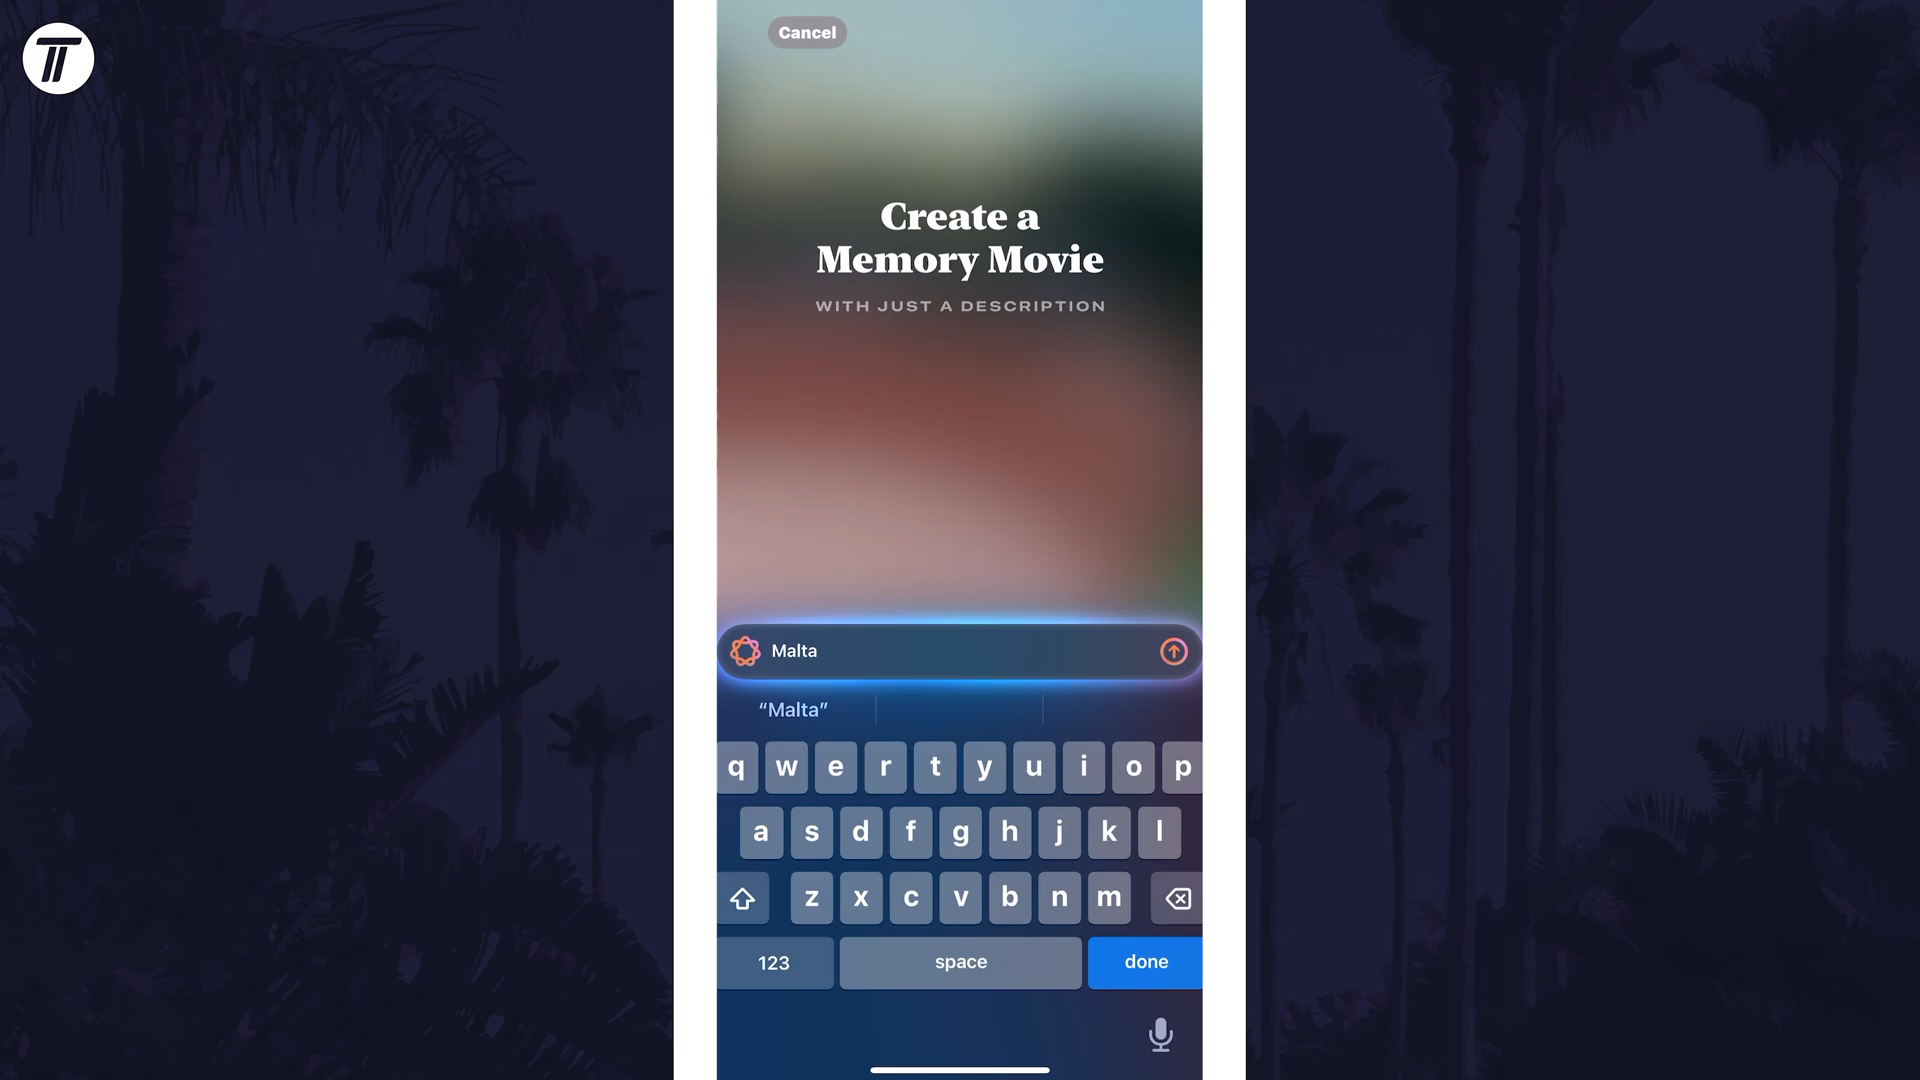 Cancel
Create a
Memory Movie
WITH JUST A DESCRIPTION
Malta
“Malta”
q w e r t y u i o p
a s d f g h j k l
z x c v b n m
123 space done